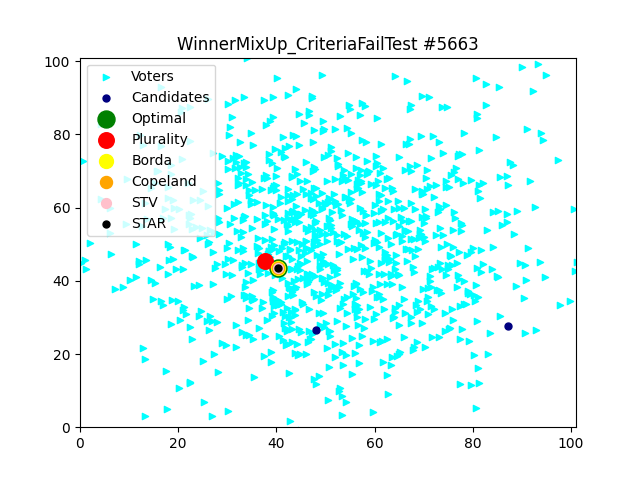 WinnerMixUp_CriteriaFailTest #5663
100
80
60
40
20
0
Voters
Candidates
Optimal
Plurality
Borda
Copeland
STV
STAR
0 20 40 60 80 100